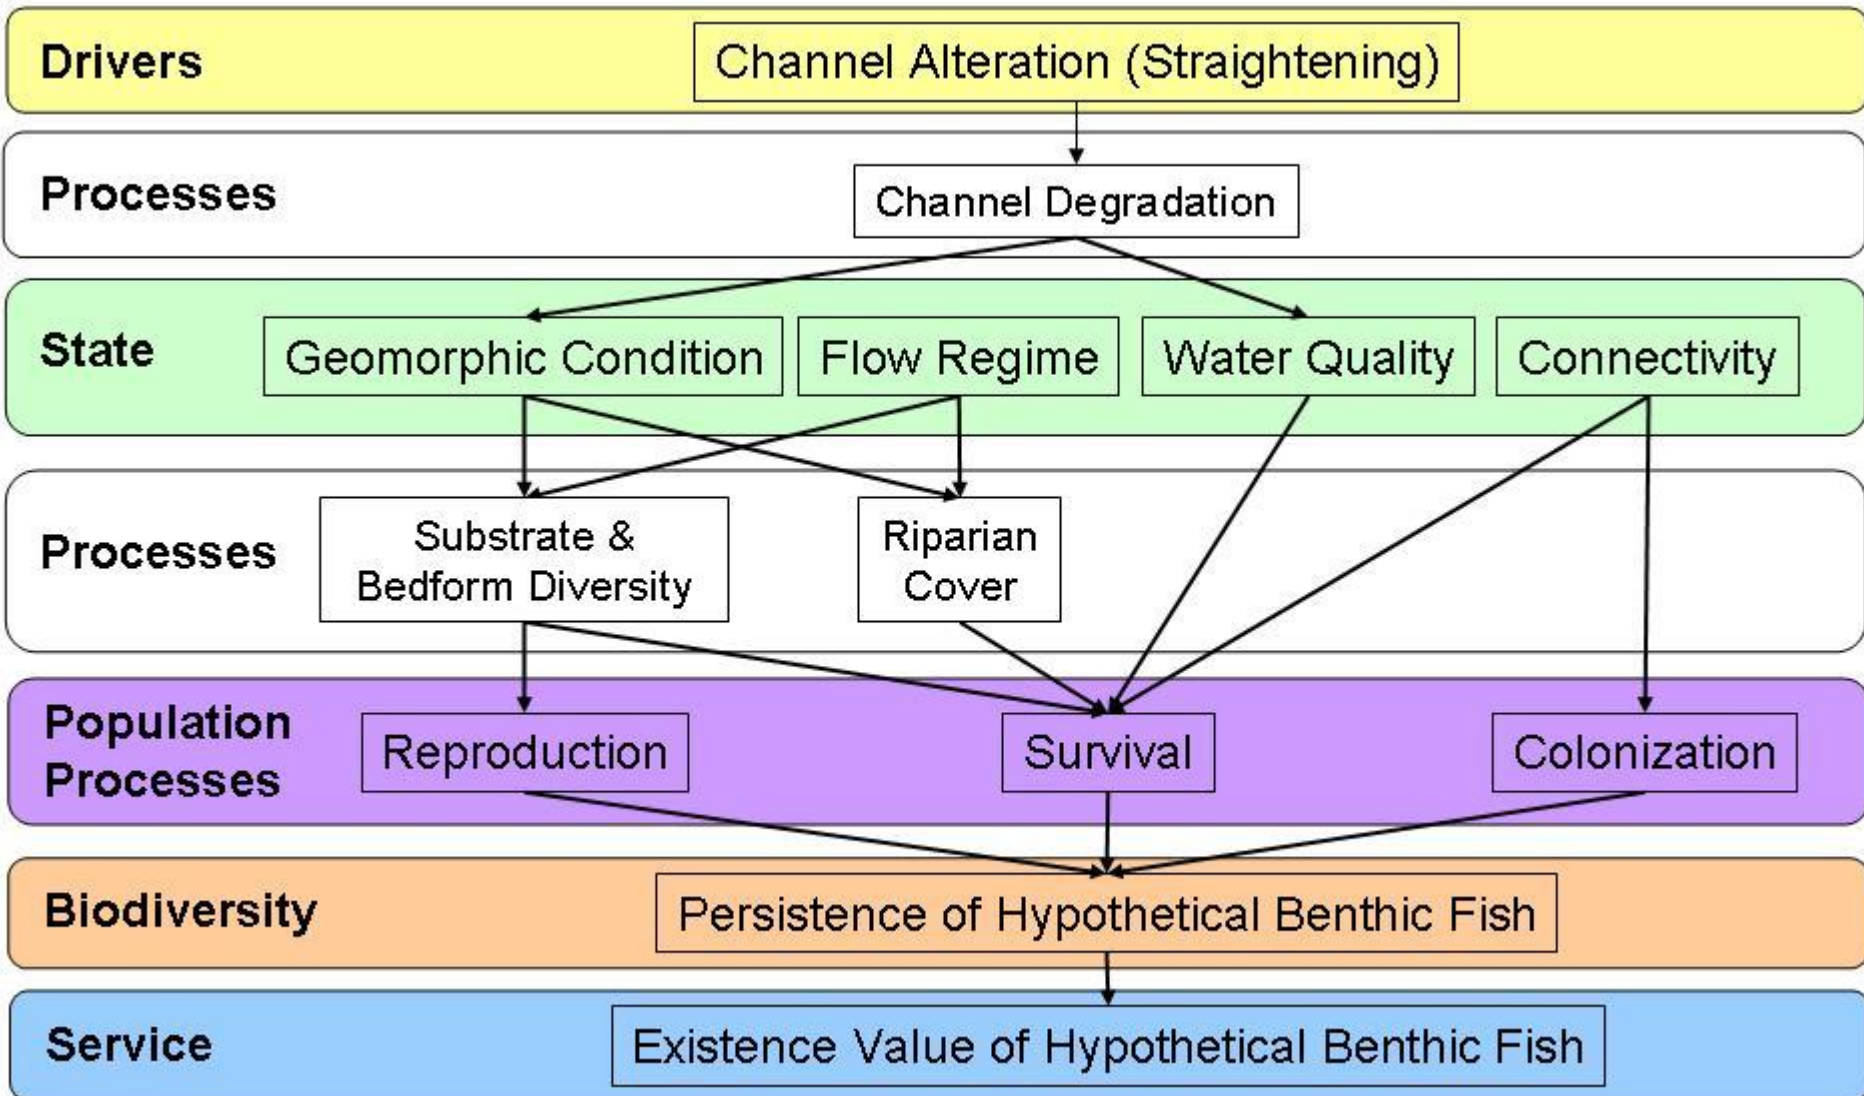 Drivers
Channel Alteration (Straightening)
Processes
Channel Degradation
State
Geomorphic Condition
Flow Regime
Water Quality
Connectivity
Processes
Substrate &
Bedform Diversity
Riparian
Cover
Population
Processes
Reproduction
Survival
Colonization
Biodiversity
Persistence of Hypothetical Benthic Fish
Service
Existence Value of Hypothetical Benthic Fish